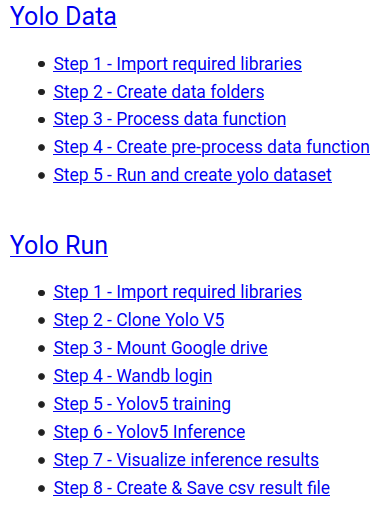 Yolo Data
Step 1 - Import required libraries
Step 2 - Create data folders
Step 3 - Process data function
Step 4 - Create pre-process data function
Step 5 - Run and create yolo dataset
Yolo Run
Step 1 - Import required libraries
Step 2 - Clone Yolo V5
Step 3 - Mount Google drive
Step 4 - Wandb login
Step 5 - Yolov5 training
Step 6 - Yolov5 Inference
Step 7 - Visualize inference results
Step 8 - Create & Save csv result file